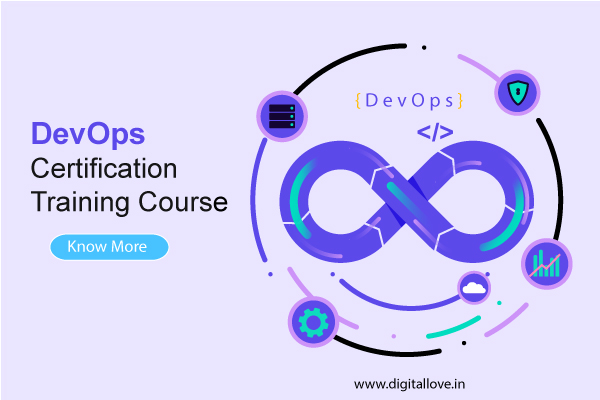 DevOps
Certification
Training Course
Know More
{DevOps}
</>
www.digitallove.in